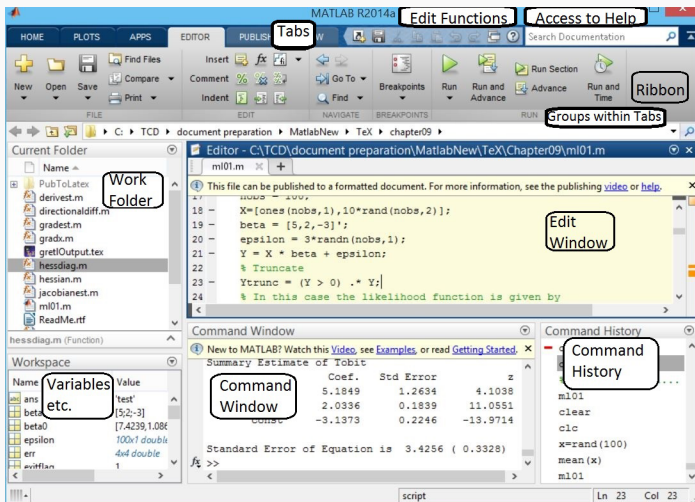 MATLAB R2014a
Edit Functions
Access to Help
HOME PLOTS APPS EDITOR PUBLISH Tabs W
Search Documentation
New Open Save
Find Files
Compare
Print
FILE
Insert fx
Comment
Indent
EDIT
Go To
Find
NAVIGATE
Breakpoints
BREAKPOINTS
Run
Run and Advance
Run Section
Advance
Run and Time
RUN
Ribbon
Groups within Tabs
C: TCD document preparation MatlabNew TeX chapter09
Current Folder
Name
PubToLatex
derivest.m
directionaldiff.m
gradest.m
gradx.m
gretlOutput.tex
hessdiag.m
hessian.m
jacobianest.m
ml01.m
ReadMe.rtf
Work Folder
hessdiag.m (Function)
Editor - C:\TCD\document preparation\MatlabNew\TeX\Chapter09\ml01.m
ml01.m
This file can be published to a formatted document. For more information, see the publishing video or help.
17 nobs = 100;
18 - X=[ones(nobs,1),10*rand(nobs,2)];
19 - beta = [5,2,-3]';
20 - epsilon = 3*randn(nobs,1);
21 - Y = X * beta + epsilon;
22 % Truncate
23 - Ytrunc = (Y > 0) .* Y;
24 % In this case the likelihood function is given by
Edit Window
Workspace
Name Value
ans 'test'
beta [5;2;-3]
beta0 [7.4239,1.086
epsilon 100x1 double
err 4x4 double
exitflag 1
Variables etc.
Command Window
New to MATLAB? Watch this Video, see Examples, or read Getting Started.
Summary Estimate of Tobit
Coef. Std Error z
5.1849 1.2634 4.1038
2.0336 0.1839 11.0551
Const -3.1373 0.2246 -13.9714
Standard Error of Equation is 3.4256 ( 0.3328)
fx >>
Command Window
Command History
Command History
ml01
clear
clc
x=rand(100)
mean(x)
ml01
script
Ln 23 Col 23